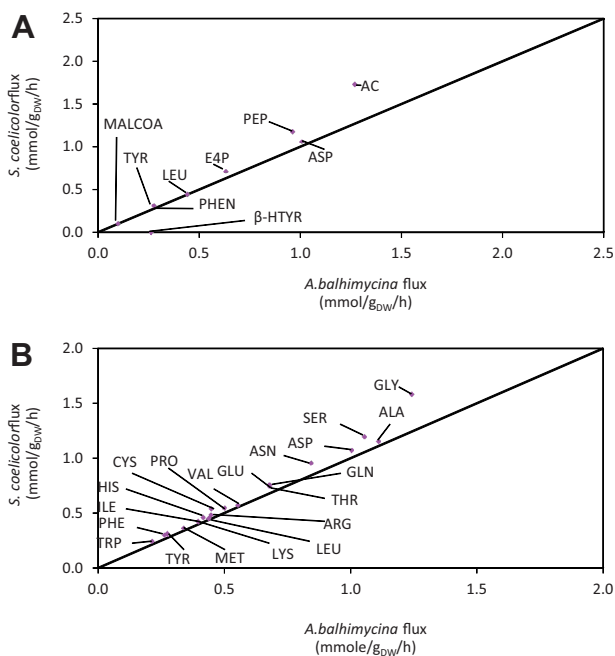 A
2.5
2.0
1.5
1.0
0.5
0.0
S. coelicolorflux
(mmol/gDW/h)
MALCOA
TYR
LEU
PHEN
E4P
PEP
ASP
AC
β-HTYR
0.0 0.5 1.0 1.5 2.0 2.5
A.balhimycina flux
(mmol/gDW/h)
B
2.0
1.5
1.0
0.5
0.0
S. coelicolorflux
(mmol/gDW/h)
GLY
ALA
SER
ASP
ASN
GLN
GLU
THR
VAL
PRO
CYS
HIS
ARG
ILE
LEU
PHE
LYS
TRP
TYR
MET
0.0 0.5 1.0 1.5 2.0
A.balhimycina flux
(mmole/gDW/h)